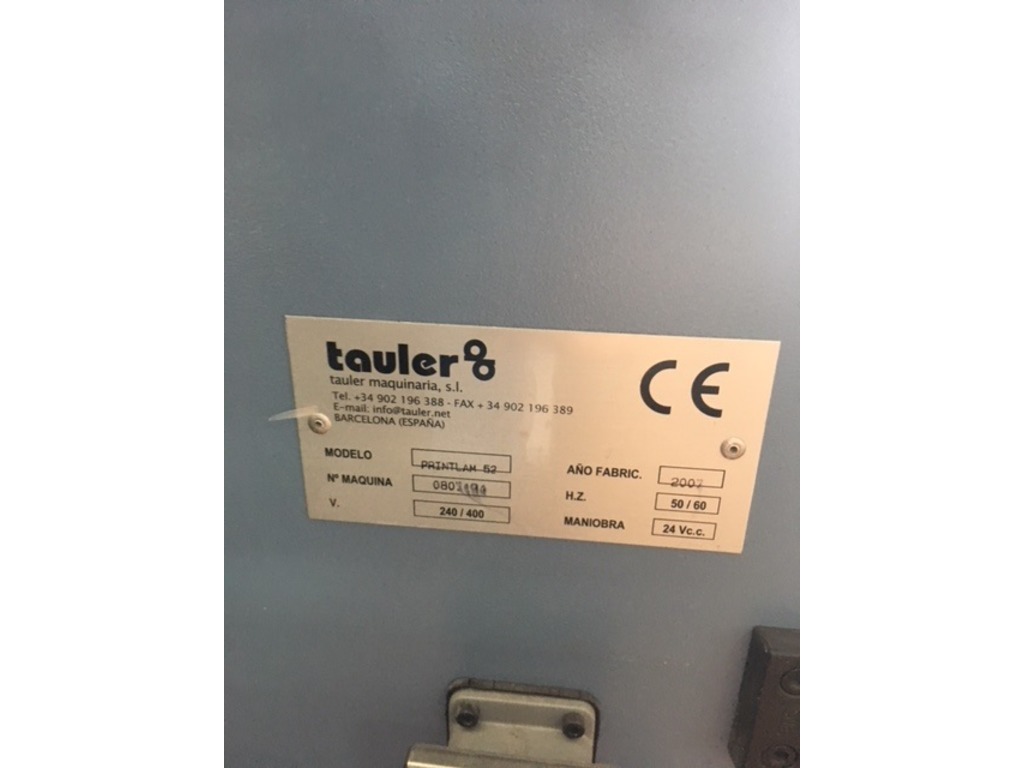 tauler
tauler maquinaria, s.l.
Tel. +34 902 196 388 - FAX + 34 902 196 389
E-mail: info@tauler.net
BARCELONA (ESPAÑA)
CE
MODELO PRINTLAM 52
Nº MAQUINA
V. 240 / 400
AÑO FABRIC. 2007
H.Z. 50 / 60
MANIOBRA 24 Vc.c.